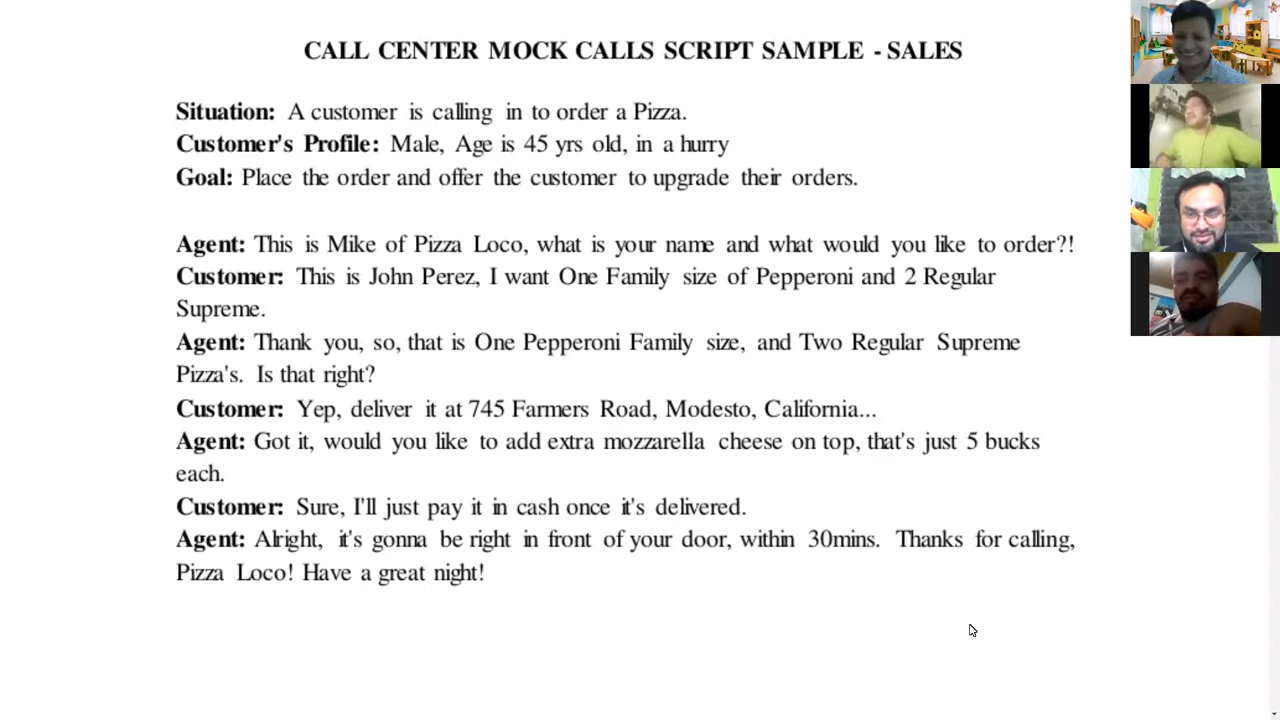 CALL CENTER MOCK CALLS SCRIPT SAMPLE - SALES
Situation: A customer is calling in to order a Pizza.
Customer's Profile: Male, Age is 45 yrs old, in a hurry
Goal: Place the order and offer the customer to upgrade their orders.
Agent: This is Mike of Pizza Loco, what is your name and what would you like to order?!
Customer: This is John Perez, I want One Family size of Pepperoni and 2 Regular
Supreme.
Agent: Thank you, so, that is One Pepperoni Family size, and Two Regular Supreme
Pizza's. Is that right?
Customer: Yep, deliver it at 745 Farmers Road, Modesto, California...
Agent: Got it, would you like to add extra mozzarella cheese on top, that's just 5 bucks
each.
Customer: Sure, I'll just pay it in cash once it's delivered.
Agent: Alright, it's gonna be right in front of your door, within 30mins. Thanks for calling,
Pizza Loco! Have a great night!